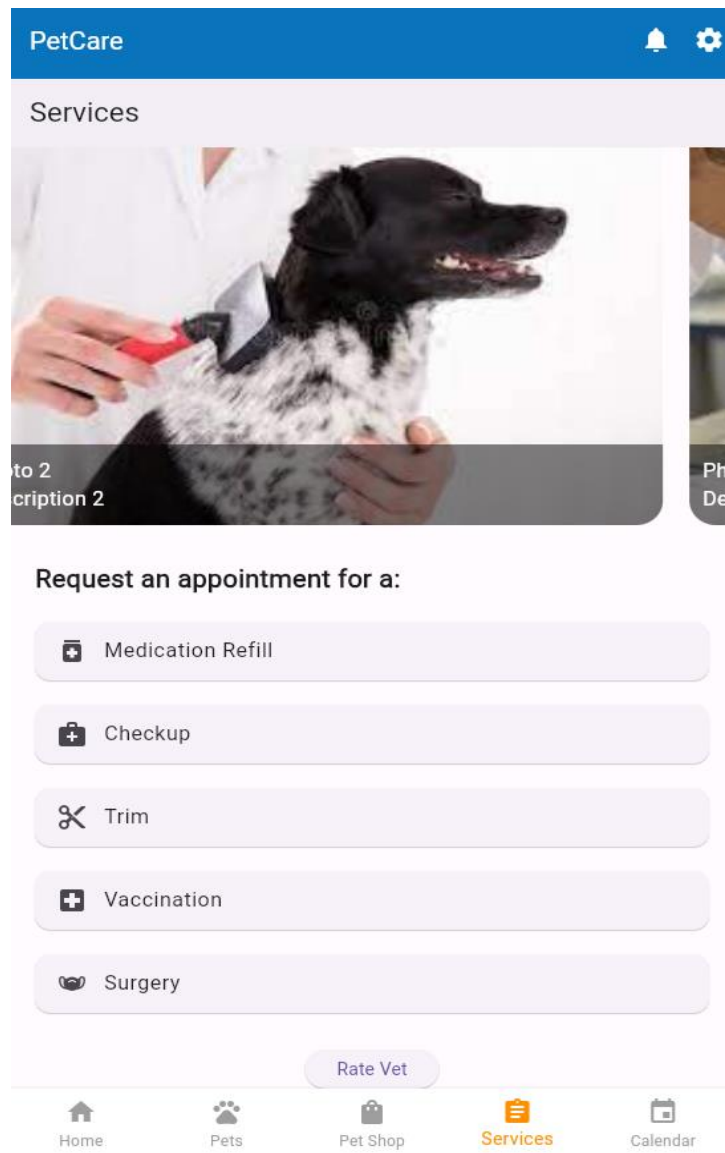 PetCare
Services
to 2
cription 2
Ph
De
Request an appointment for a:
Medication Refill
Checkup
Trim
Vaccination
Surgery
Rate Vet
Home
Pets
Pet Shop
Services
Calendar